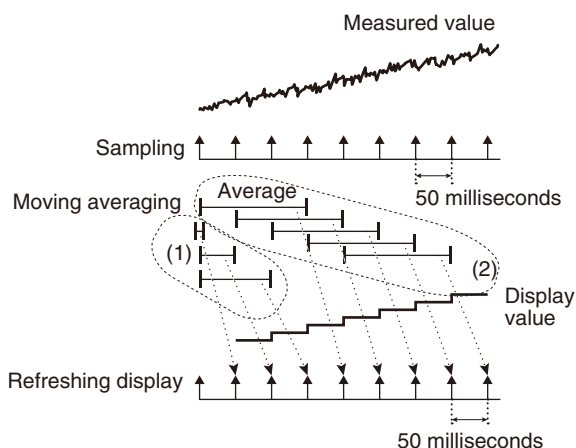 Measured value
Sampling
50 milliseconds
Moving averaging
Average
(1)
(2)
Display
value
Refreshing display
50 milliseconds